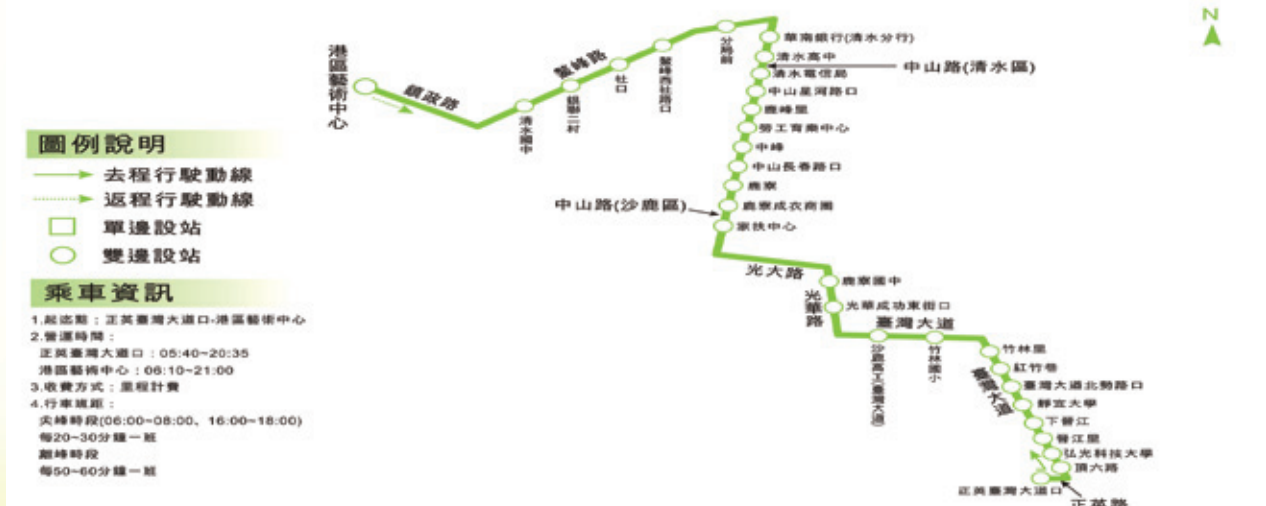 N
港區藝術中心
鎮政路
清水國中
鰲峰路
銀聯二村
社口
鰲峰西社路口
分局前
華南銀行(清水分行)
清水高中
中山路(清水區)
清水電信局
中山星河路口
鹿峰里
勞工育樂中心
中峰
中山長春路口
鹿寮
鹿寮成衣商圈
中山路(沙鹿區)
家扶中心
光大路
鹿寮國中
光華路
光華成功東街口
臺灣大道
沙鹿高工(臺灣大道)
竹林國小
竹林里
紅竹巷
臺灣大道北勢路口
臺灣大道
靜宜大學
下晉江
晉江里
弘光科技大學
頂六路
正英臺灣大道口
正英路
圖例說明
去程行駛動線
返程行駛動線
單邊設站
雙邊設站
乘車資訊
1.起迄點：正英臺灣大道口-港區藝術中心
2.營運時間：
正英臺灣大道口：05:40~20:35
港區藝術中心：06:10~21:00
3.收費方式：里程計費
4.行車班距：
尖峰時段(06:00~08:00、16:00~18:00)
每20~30分鐘一班
離峰時段
每50~60分鐘一班